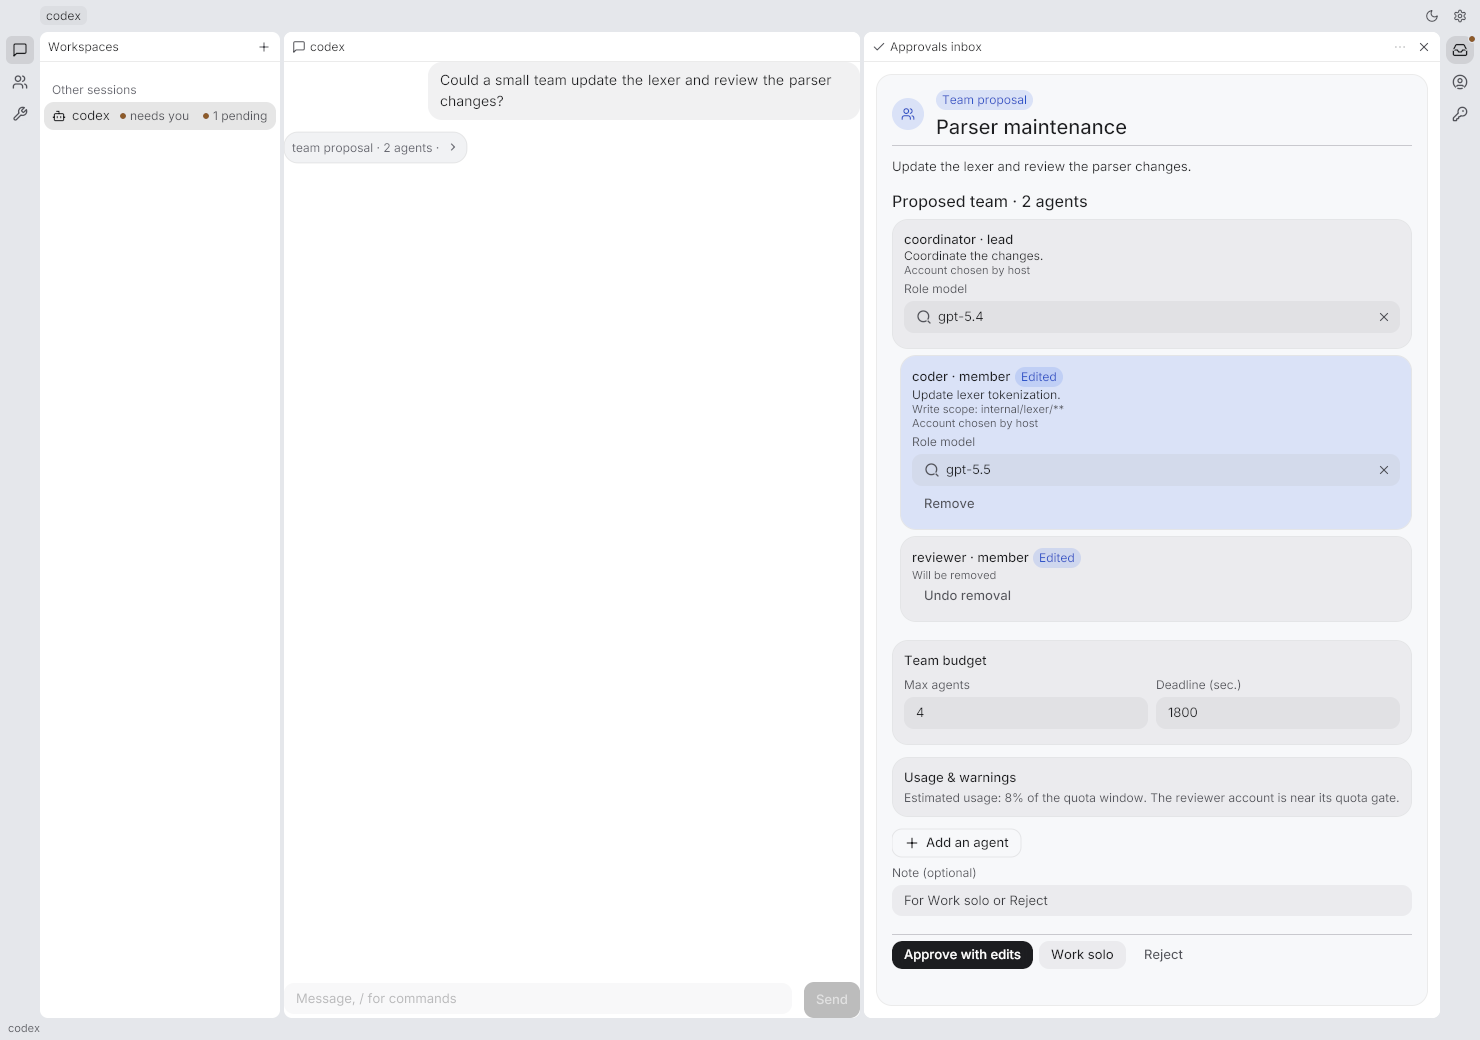 codex
Workspaces
Other sessions
codex needs you 1 pending
codex
Could a small team update the lexer and review the parser
changes?
team proposal · 2 agents ·
Message, / for commands
Send
Approvals inbox
Team proposal
Parser maintenance
Update the lexer and review the parser changes.
Proposed team · 2 agents
coordinator · lead
Coordinate the changes.
Account chosen by host
Role model
gpt-5.4
coder · member Edited
Update lexer tokenization.
Write scope: internal/lexer/**
Account chosen by host
Role model
gpt-5.5
Remove
reviewer · member Edited
Will be removed
Undo removal
Team budget
Max agents
Deadline (sec.)
4
1800
Usage & warnings
Estimated usage: 8% of the quota window. The reviewer account is near its quota gate.
Add an agent
Note (optional)
For Work solo or Reject
Approve with edits
Work solo
Reject
codex